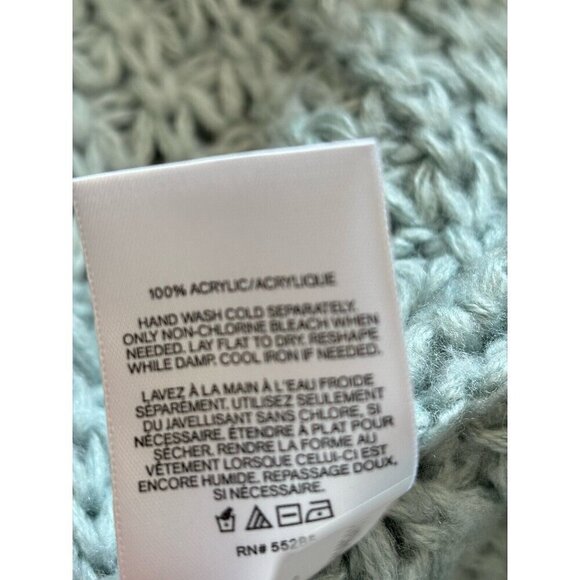 100% ACRYLIC/ACRYLIQUE
HAND WASH COLD SEPARATELY.
ONLY NON-CHLORINE BLEACH WHEN
NEEDED. LAY FLAT TO DRY. RESHAPE
WHILE DAMP. COOL IRON IF NEEDED.
LAVEZ À LA MAIN À L'EAU FROIDE
SÉPARÉMENT. UTILISEZ SEULEMENT
DU JAVELLISANT SANS CHLORE, SI
NÉCESSAIRE. ÉTENDRE À PLAT POUR
SÉCHER. RENDRE LA FORME AU
VÊTEMENT LORSQUE CELUI-CI EST
ENCORE HUMIDE. REPASSAGE DOUX,
SI NÉCESSAIRE.
RN#